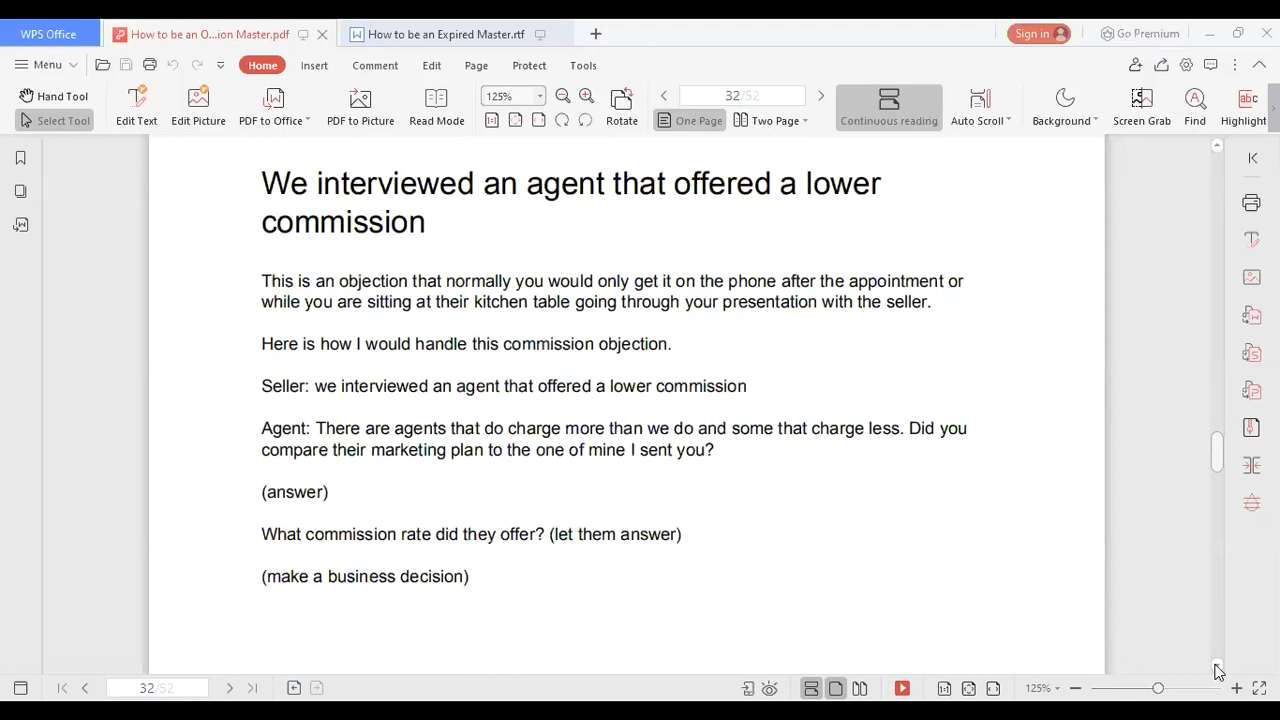 WPS Office
How to be an O...ion Master.pdf
How to be an Expired Master.rtf
Sign in
Go Premium
Menu
Home
Insert
Comment
Edit
Page
Protect
Tools
Hand Tool
Select Tool
Edit Text
Edit Picture
PDF to Office
PDF to Picture
Read Mode
125%
Rotate
32/52
One Page
Two Page
Continuous reading
Auto Scroll
Background
Screen Grab
Find
Highlight
We interviewed an agent that offered a lower
commission
This is an objection that normally you would only get it on the phone after the appointment or
while you are sitting at their kitchen table going through your presentation with the seller.
Here is how I would handle this commission objection.
Seller: we interviewed an agent that offered a lower commission
Agent: There are agents that do charge more than we do and some that charge less. Did you
compare their marketing plan to the one of mine I sent you?
(answer)
What commission rate did they offer? (let them answer)
(make a business decision)
32/52
125%